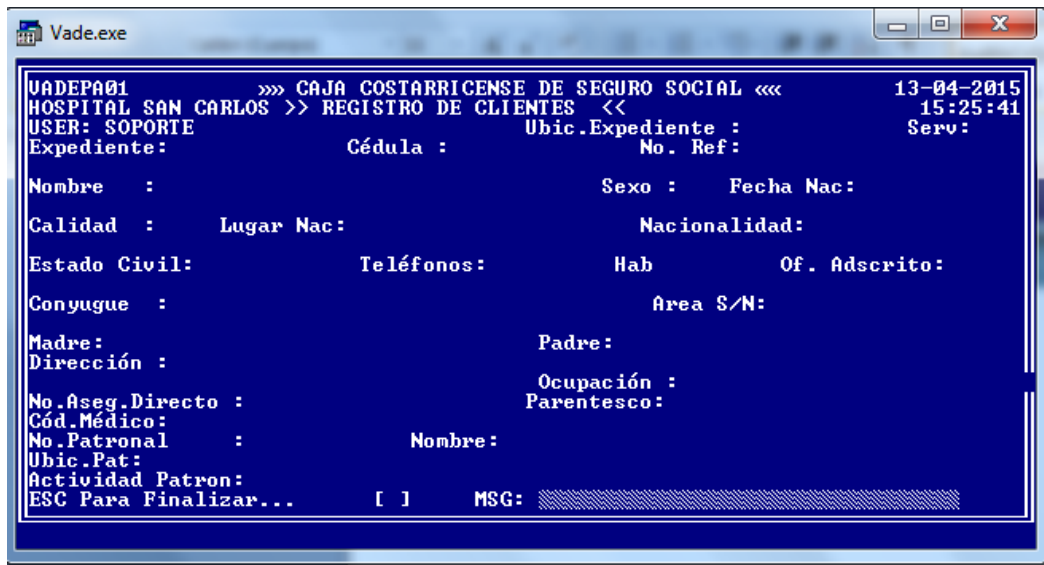 Vade.exe
VADEPA01 »»» CAJA COSTARRICENSE DE SEGURO SOCIAL ««« 13-04-2015
HOSPITAL SAN CARLOS >> REGISTRO DE CLIENTES << 15:25:41
USER: SOPORTE Ubic.Expediente : Serv:
Expediente: Cédula : No. Ref:
Nombre : Sexo : Fecha Nac:
Calidad : Lugar Nac: Nacionalidad:
Estado Civil: Teléfonos: Hab Of. Adscrito:
Conyugue : Area S/N:
Madre: Padre:
Dirección :
Ocupación :
No.Aseg.Directo : Parentesco:
Cód.Médico:
No.Patronal : Nombre:
Ubic.Pat:
Actividad Patron:
ESC Para Finalizar... [ ] MSG: